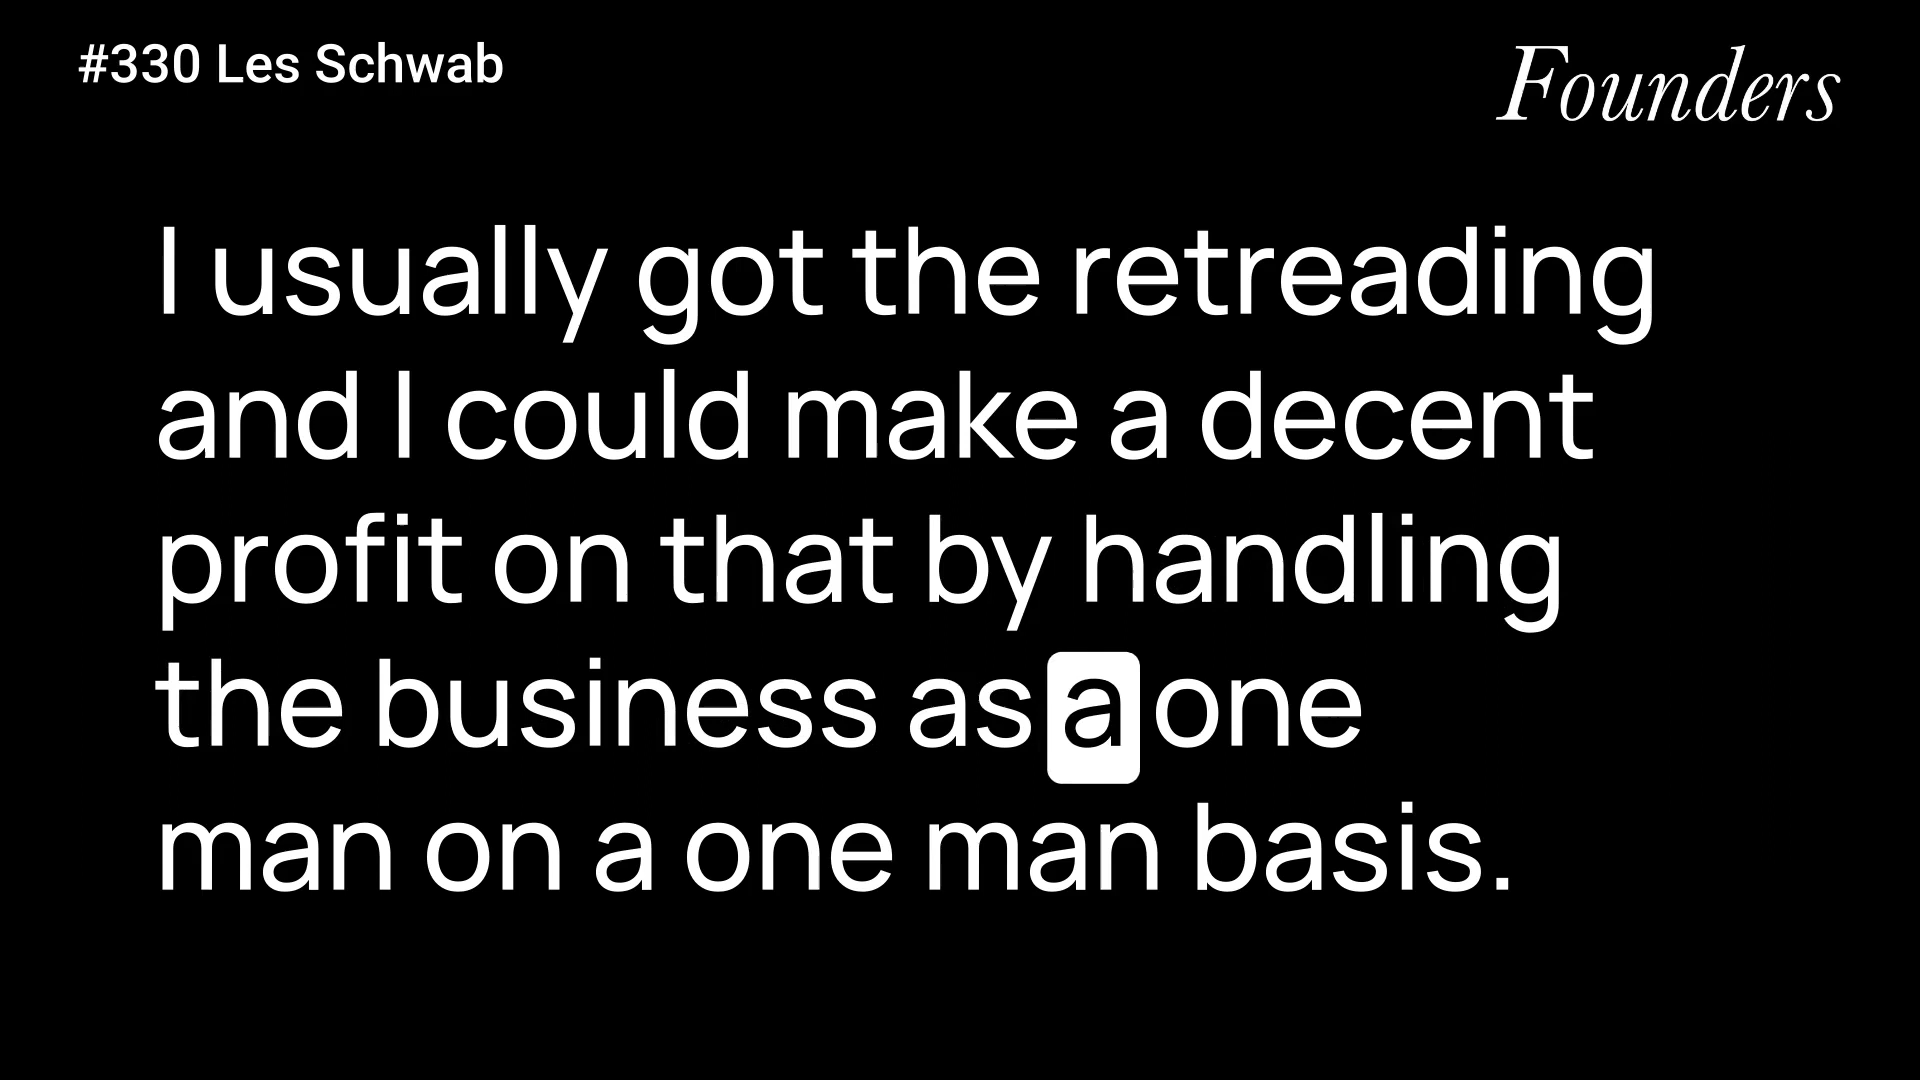 #330 Les Schwab
Founders
I usually got the retreading
and I could make a decent
profit on that by handling
the business as a one
man on a one man basis.